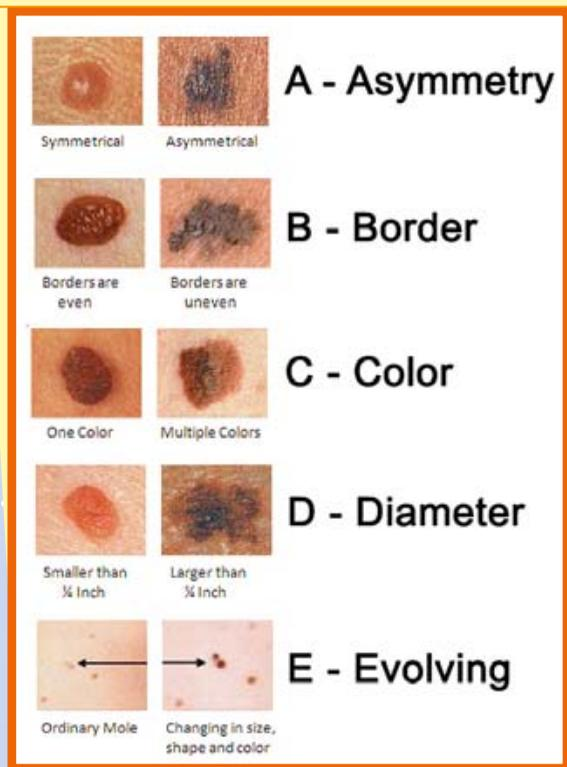 A - Asymmetry
Symmetrical
Asymmetrical
B - Border
Borders are
even
Borders are
uneven
C - Color
One Color
Multiple Colors
D - Diameter
Smaller than
¼ Inch
Larger than
¼ Inch
E - Evolving
Ordinary Mole
Changing in size,
shape and color